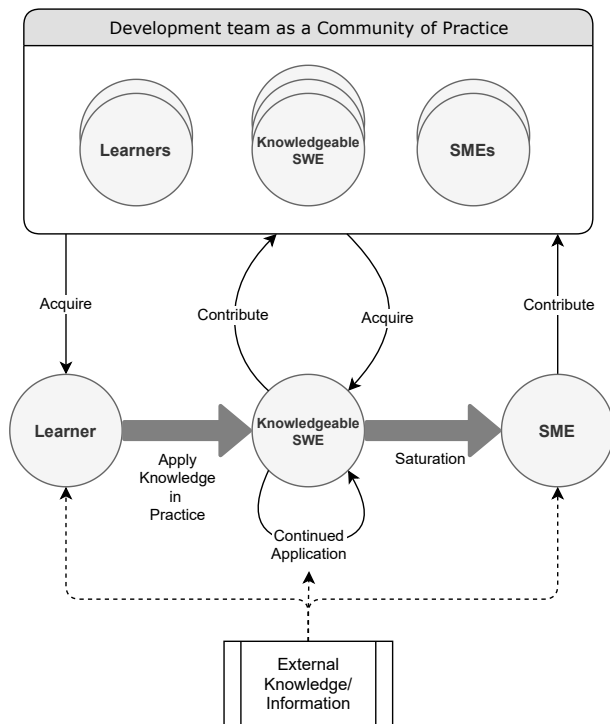 Development team as a Community of Practice
Learners
Knowledgeable
SWE
SMEs
Acquire
Contribute
Acquire
Contribute
Learner
Knowledgeable
SWE
SME
Apply
Knowledge
in
Practice
Saturation
Continued
Application
External
Knowledge/
Information